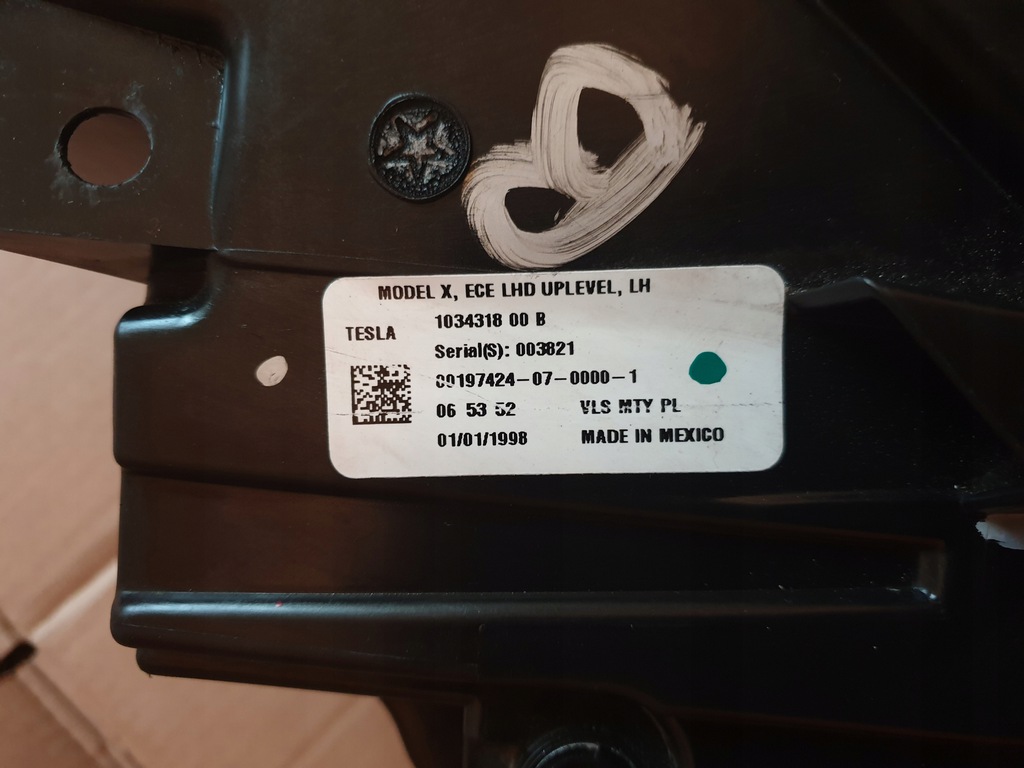 8
MODEL X, ECE LHD UPLEVEL, LH
TESLA
1034318 00 B
Serial(S): 003821
00197424-07-0000-1
06 53 52
VLS MTY PL
01/01/1998
MADE IN MEXICO